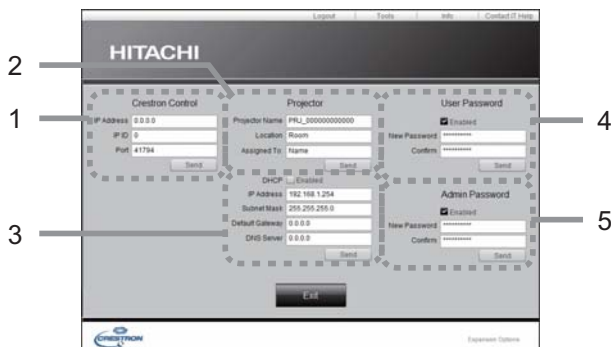 Logout Tools Info Contact IT Help
HITACHI
2
1
3
4
5
Crestron Control
IP Address 0.0.0.0
IP ID 0
Port 41794
Send
Projector
Projector Name PRJ_000000000000
Location Room
Assigned To Name
Send
DHCP Enabled
IP Address 192.168.1.254
Subnet Mask 255.255.255.0
Default Gateway 0.0.0.0
DNS Server 0.0.0.0
Send
User Password
Enabled
New Password **********
Confirm **********
Send
Admin Password
Enabled
New Password **********
Confirm **********
Send
Exit
CRESTRON
Expansion Options